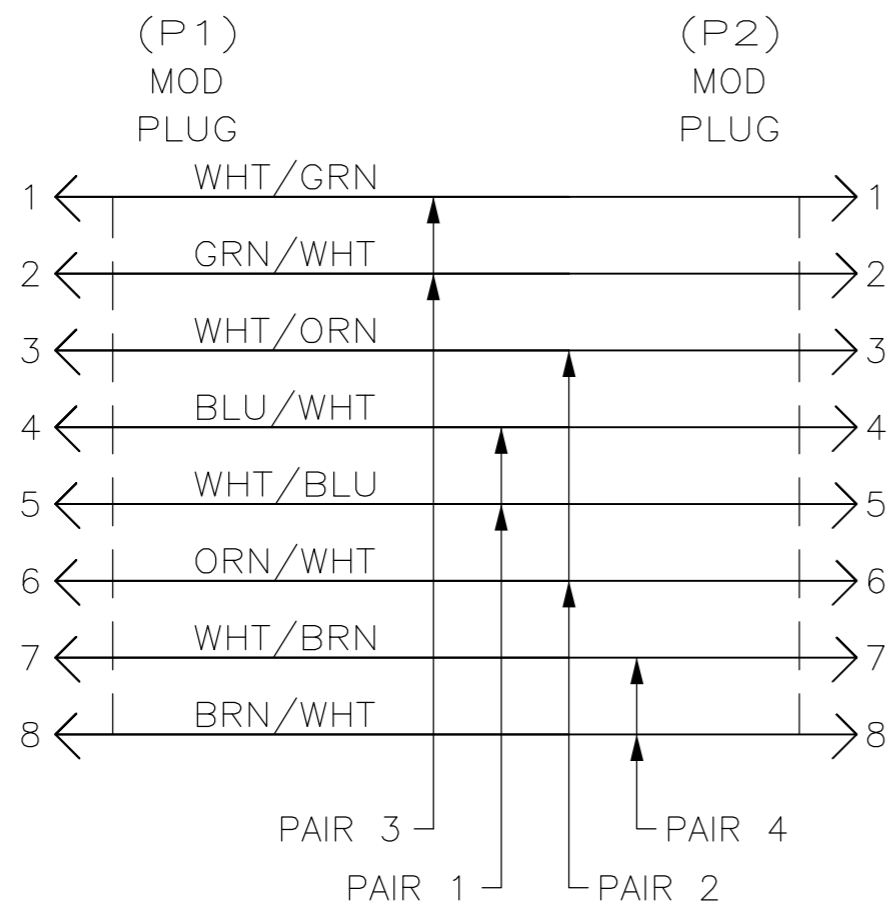 (P1) (P2)
MOD MOD
PLUG PLUG
1 WHT/GRN 1
2 GRN/WHT 2
3 WHT/ORN 3
4 BLU/WHT 4
5 WHT/BLU 5
6 ORN/WHT 6
7 WHT/BRN 7
8 BRN/WHT 8
PAIR 3 PAIR 4
PAIR 1 PAIR 2